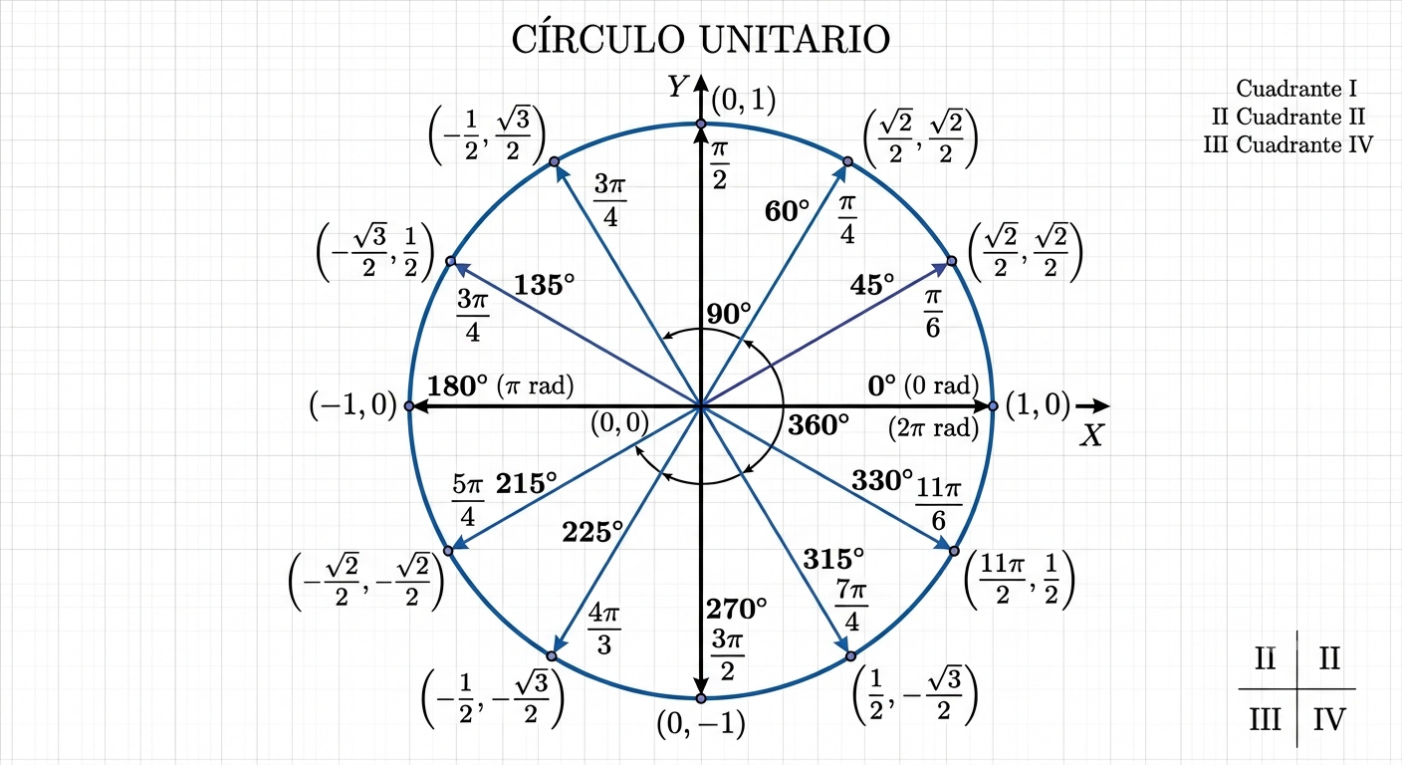 CÍRCULO UNITARIO
Y
(0, 1)
Cuadrante I
II Cuadrante II
III Cuadrante IV
(-1/2, √3/2)
(√2/2, √2/2)
π/2
3π/4
60°
π/4
(-√3/2, 1/2)
(√2/2, √2/2)
135°
3π/4
45°
π/6
90°
(−1, 0)
180° (π rad)
0° (0 rad)
(1, 0)
X
(0, 0)
360°
(2π rad)
5π/4
215°
330°
11π/6
225°
(-√2/2, -√2/2)
315°
7π/4
(11π/2, 1/2)
4π/3
270°
3π/2
(-1/2, -√3/2)
(0, −1)
(1/2, -√3/2)
II II
III IV